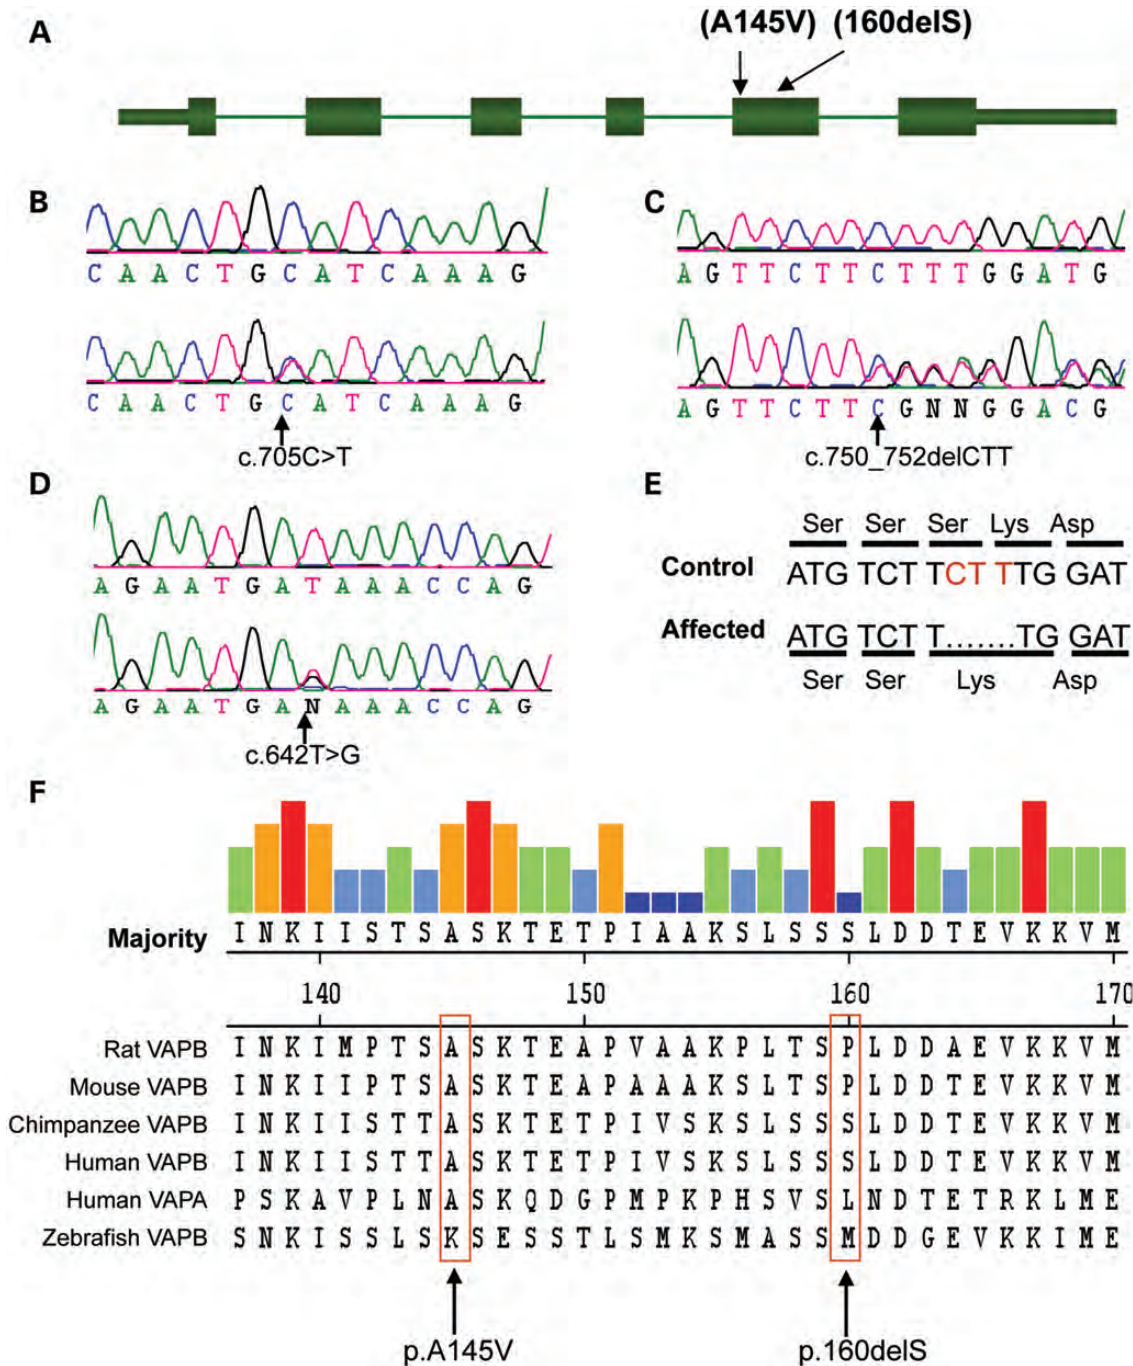 A
(A145V) (160delS)
B
C A A C T G C A T C A A A G
C A A C T G C A T C A A A G
c.705C>T
C
A G T T C T T C T T T G G A T G
A G T T C T T C G N N G G A C G
c.750_752delCTT
D
A G A A T G A T A A A C C A G
A G A A T G A N A A A C C A G
c.642T>G
E
Ser Ser Ser Lys Asp
Control ATG TCT TCT TTG GAT
Affected ATG TCT T.......TG GAT
Ser Ser Lys Asp
F
Majority I N K I I S T S A S K T E T P I A A K S L S S S L D D T E V K K V M
140 150 160 170
Rat VAPB I N K I M P T S A S K T E A P V A A K P L T S P L D D A E V K K V M
Mouse VAPB I N K I I P T S A S K T E A P A A A K S L T S P L D D T E V K K V M
Chimpanzee VAPB I N K I I S T T A S K T E T P I V S K S L S S S L D D T E V K K V M
Human VAPB I N K I I S T T A S K T E T P I V S K S L S S S L D D T E V K K V M
Human VAPA P S K A V P L N A S K Q D G P M P K P H S V S L N D T E T R K L M E
Zebrafish VAPB S N K I S S L S K S E S S T L S M K S M A S S M D D G E V K K I M E
p.A145V
p.160delS